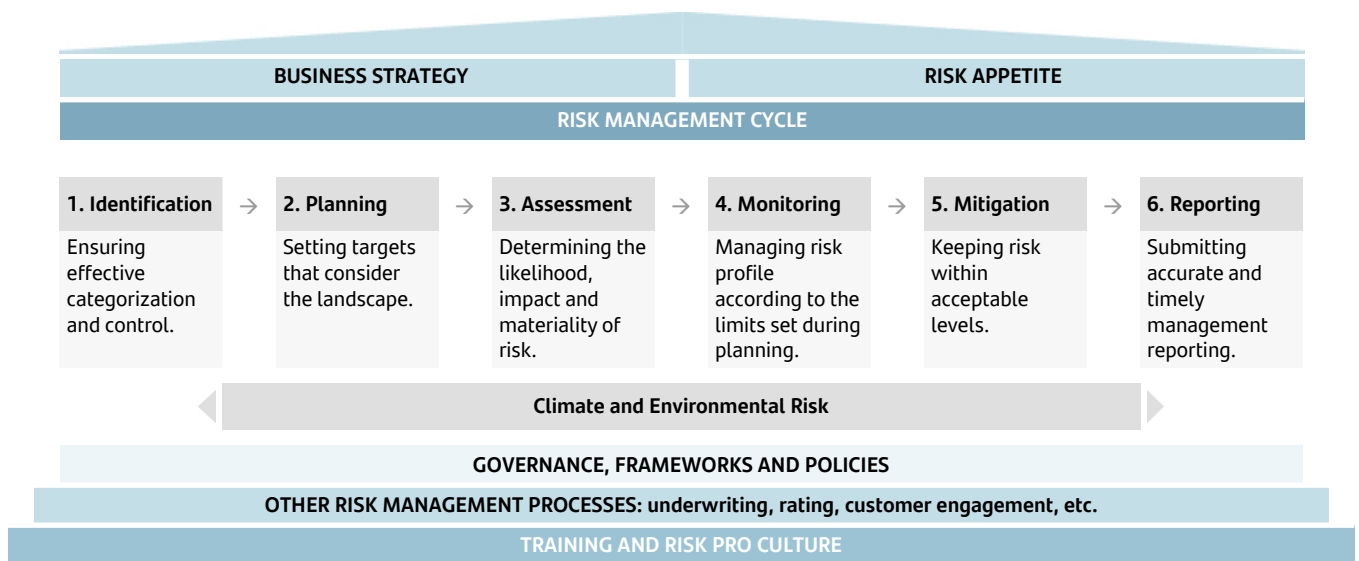 BUSINESS STRATEGY
RISK APPETITE
RISK MANAGEMENT CYCLE
1. Identification
Ensuring
effective
categorization
and control.
→
2. Planning
Setting targets
that consider
the landscape.
→
3. Assessment
Determining the
likelihood,
impact and
materiality of
risk.
→
4. Monitoring
Managing risk
profile
according to the
limits set during
planning.
→
5. Mitigation
Keeping risk
within
acceptable
levels.
→
6. Reporting
Submitting
accurate and
timely
management
reporting.
Climate and Environmental Risk
GOVERNANCE, FRAMEWORKS AND POLICIES
OTHER RISK MANAGEMENT PROCESSES: underwriting, rating, customer engagement, etc.
TRAINING AND RISK PRO CULTURE